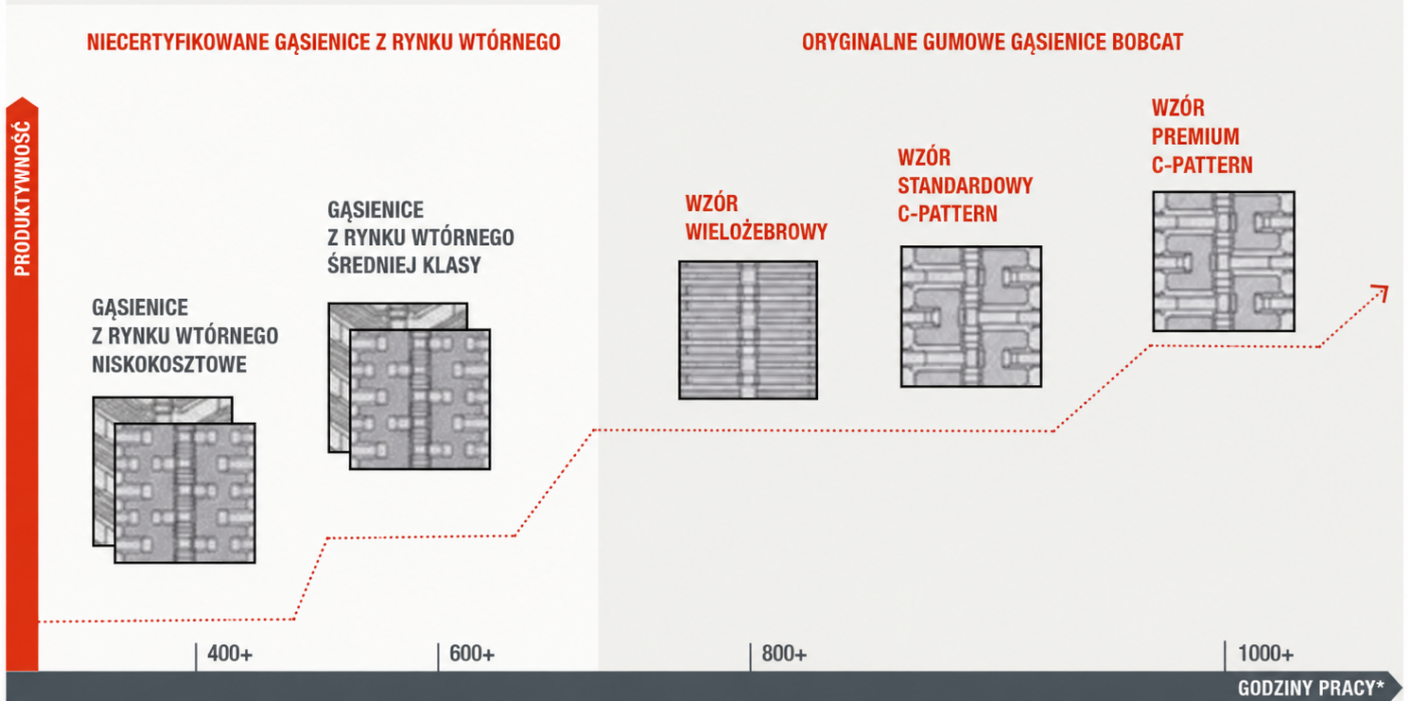 NIECERTYFIKOWANE GĄSIENICE Z RYNKU WTÓRNEGO
ORYGINALNE GUMOWE GĄSIENICE BOBCAT
PRODUKTYWNOŚĆ
GĄSIENICE
Z RYNKU WTÓRNEGO
NISKOKOSZTOWE
GĄSIENICE
Z RYNKU WTÓRNEGO
ŚREDNIEJ KLASY
WZÓR
WIELOŻEBROWY
WZÓR
STANDARDOWY
C-PATTERN
WZÓR
PREMIUM
C-PATTERN
400+
600+
800+
1000+
GODZINY PRACY*